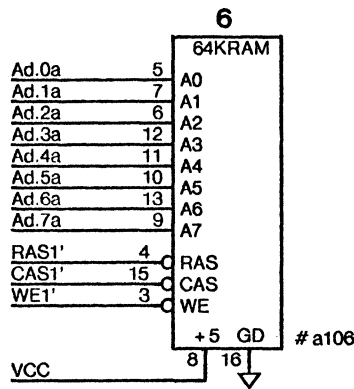 6
64KRAM
Ad.0a 5 A0
Ad.1a 7 A1
Ad.2a 6 A2
Ad.3a 12 A3
Ad.4a 11 A4
Ad.5a 10 A5
Ad.6a 13 A6
Ad.7a 9 A7
RAS1' 4 RAS
CAS1' 15 CAS
WE1' 3 WE
+5 GD #a106
8 16
VCC